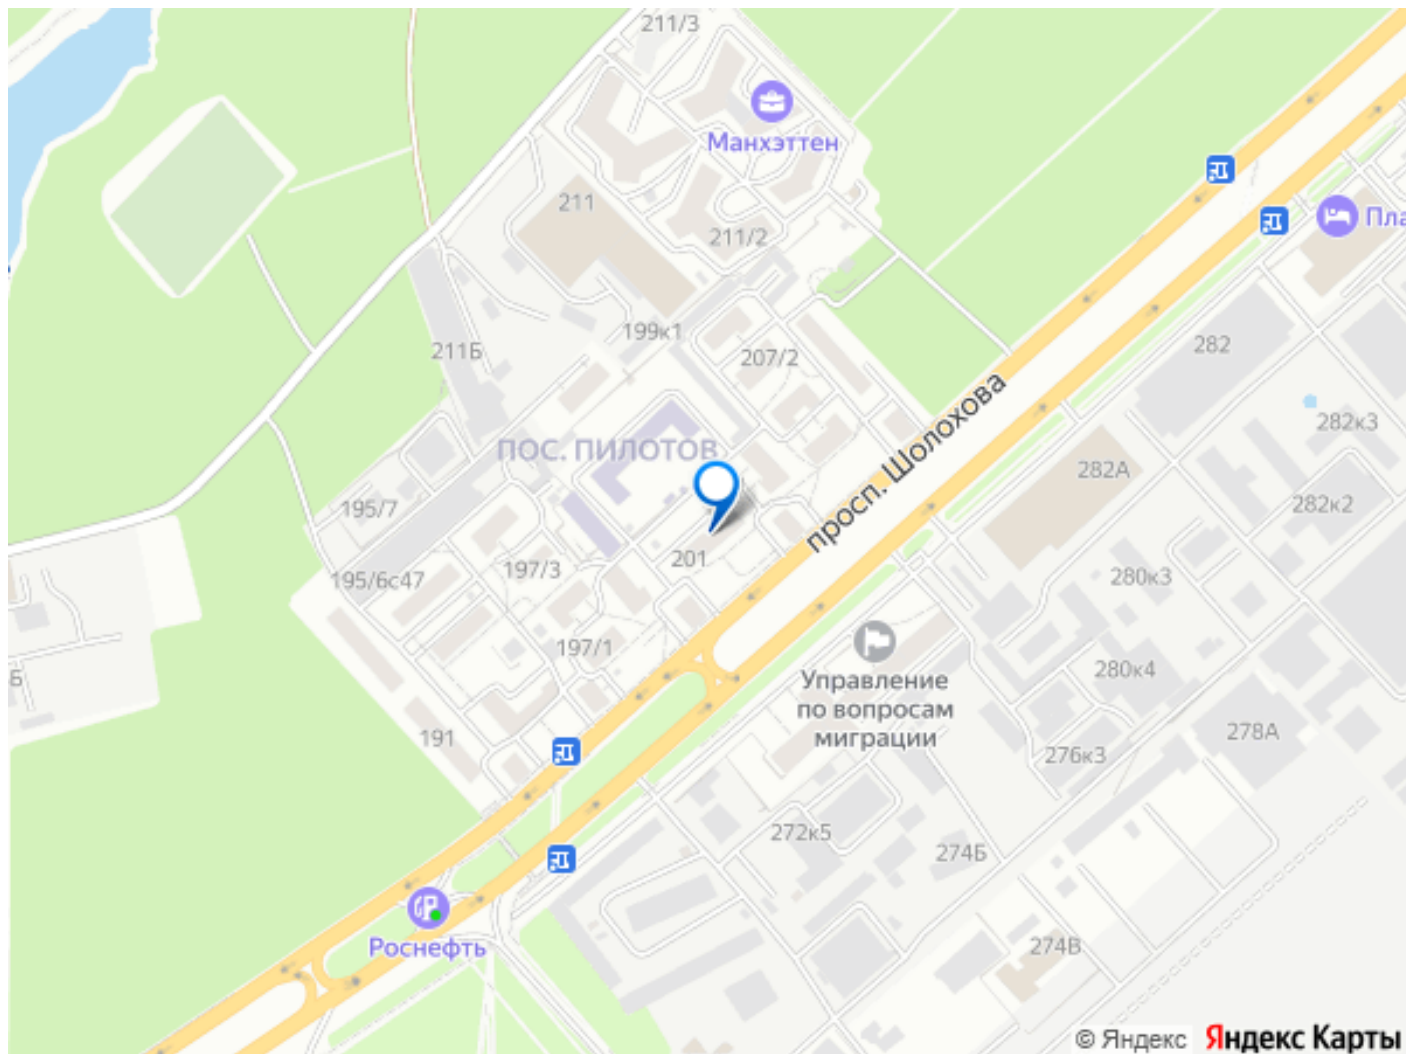 211/3
Манхэттен
211
211/2
Пла
199к1
211Б
207/2
282
просп. Шолохова
282к3
ПОС. ПИЛОТОВ
282А
195/7
282к2
201
197/3
195/6с47
280к3
197/1
280к4
Управление
по вопросам
миграции
Б
191
278А
276к3
272к5
274Б
Роснефть
274В
© Яндекс Яндекс Карты